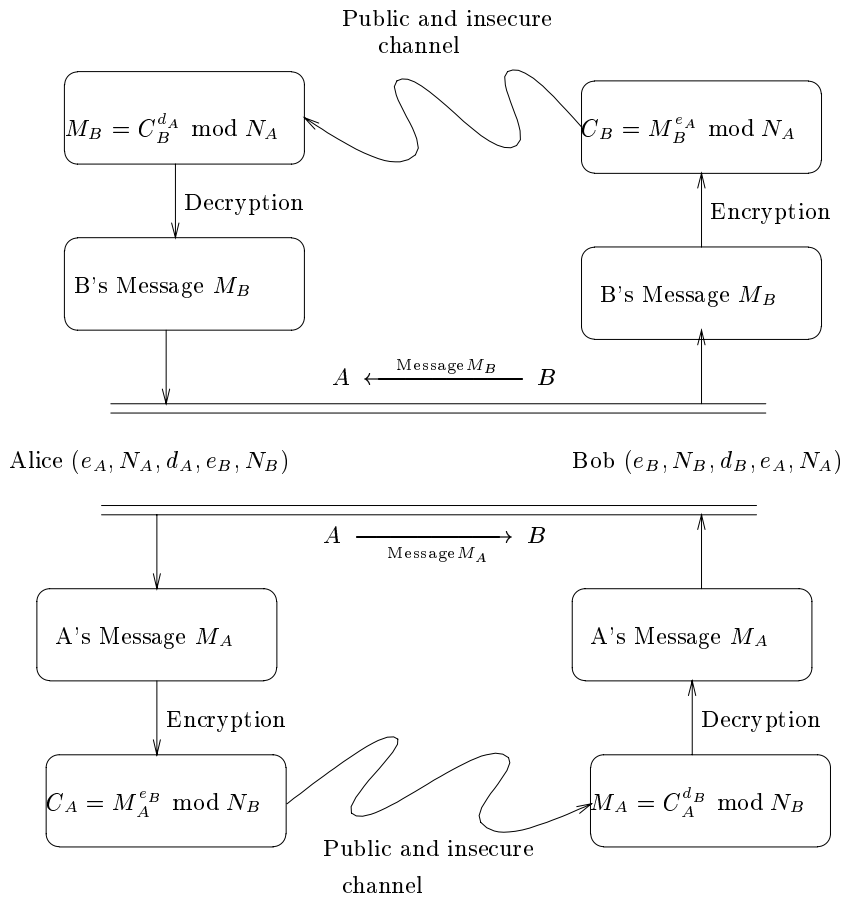 Public and insecure
channel
M_B = C_B^{d_A} mod N_A
C_B = M_B^{e_A} mod N_A
Decryption
Encryption
B's Message M_B
B's Message M_B
A ⟵ Message M_B B
Alice (e_A, N_A, d_A, e_B, N_B)
Bob (e_B, N_B, d_B, e_A, N_A)
A ⟶ Message M_A B
A's Message M_A
A's Message M_A
Encryption
Decryption
C_A = M_A^{e_B} mod N_B
M_A = C_A^{d_B} mod N_B
Public and insecure
channel